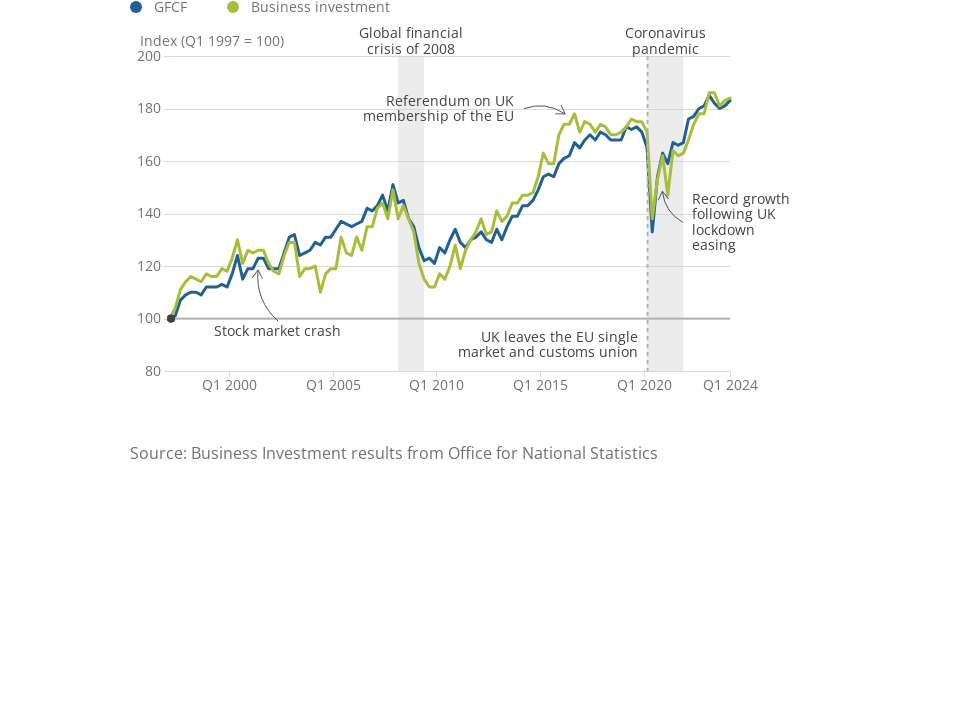 GFCF
Business investment
Global financial
crisis of 2008
Coronavirus
pandemic
Index (Q1 1997 = 100)
200
180
160
140
120
100
80
Referendum on UK
membership of the EU
Record growth
following UK
lockdown
easing
Stock market crash
UK leaves the EU single
market and customs union
Q1 2000
Q1 2005
Q1 2010
Q1 2015
Q1 2020
Q1 2024
Source: Business Investment results from Office for National Statistics